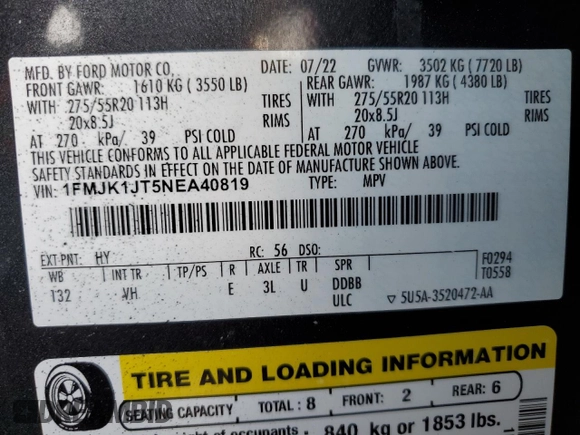 MFD. BY FORD MOTOR CO. DATE: 07/22 GVWR: 3502 KG (7720 LB)
FRONT GAWR: 1610 KG (3550 LB) REAR GAWR: 1987 KG (4380 LB)
WITH 275/55R20 113H TIRES WITH 275/55R20 113H TIRES
20x8.5J RIMS 20x8.5J RIMS
AT 270 kPa/ 39 PSI COLD AT 270 kPa/ 39 PSI COLD
THIS VEHICLE CONFORMS TO ALL APPLICABLE FEDERAL MOTOR VEHICLE
SAFETY STANDARDS IN EFFECT ON THE DATE OF MANUFACTURE SHOWN ABOVE.
VIN: 1FMJK1JT5NEA40819 TYPE: MPV
EXT PNT: HY RC: 56 DSO: F0294
WB INT TR TP/PS R AXLE TR SPR T0558
132 VH E 3L U DDBB
ULC ▽ 5U5A-3520472-AA
TIRE AND LOADING INFORMATION
SEATING CAPACITY TOTAL: 8 FRONT: 2 REAR: 6
weight of occupants 840 kg or 1853 lbs.